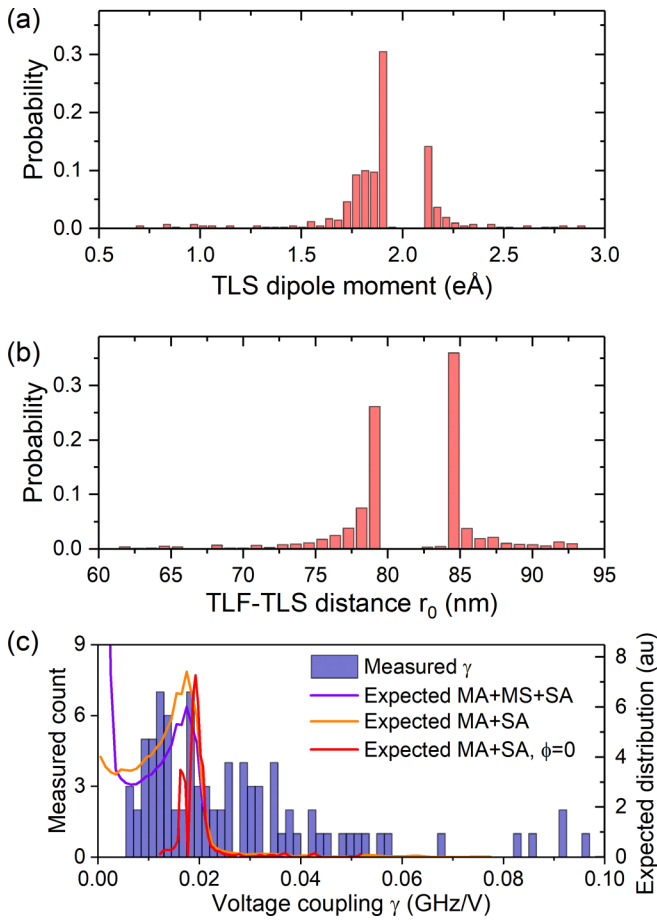 (a)
Probability
0.3
0.2
0.1
0.0
0.5 1.0 1.5 2.0 2.5 3.0
TLS dipole moment (eÅ)
(b)
Probability
0.3
0.2
0.1
0.0
60 65 70 75 80 85 90 95
TLF-TLS distance r₀ (nm)
(c)
Measured count
9
6
3
0
Measured γ
Expected MA+MS+SA
Expected MA+SA
Expected MA+SA, ϕ=0
8
6
4
2
0
Expected distribution (au)
0.00 0.02 0.04 0.06 0.08 0.10
Voltage coupling γ (GHz/V)